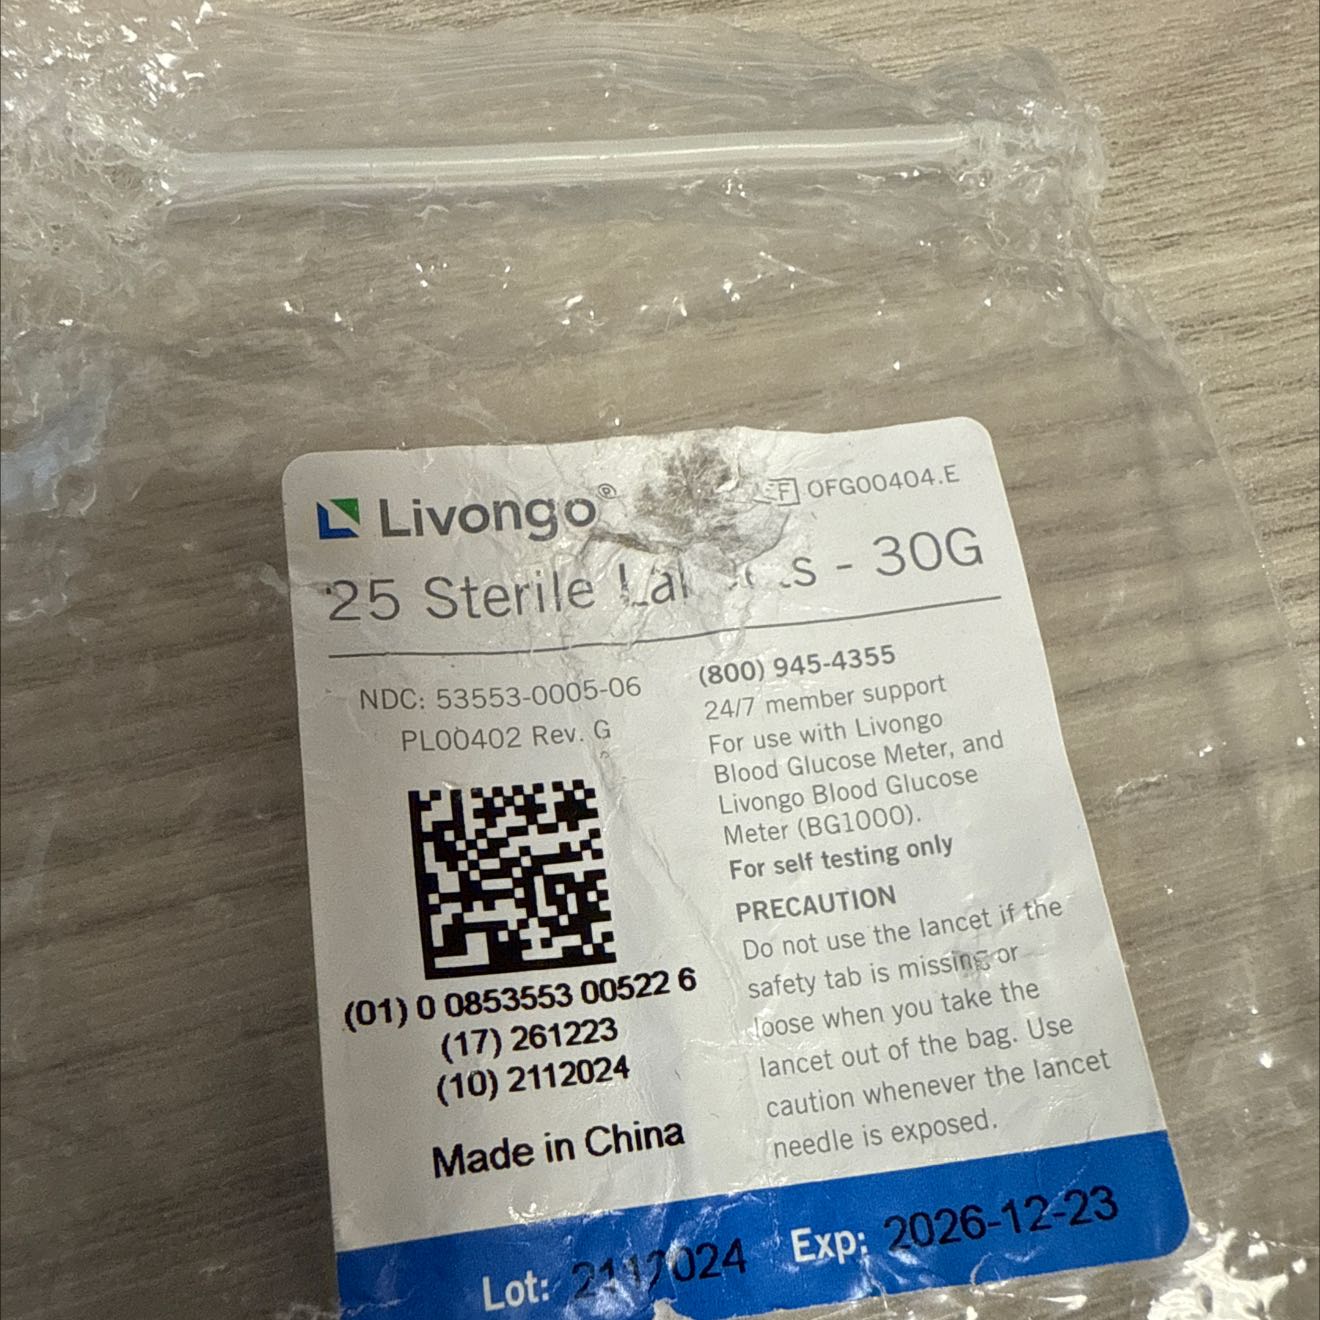 Livongo®
F OFG00404.E
25 Sterile - 30G
NDC: 53553-0005-06
PL00402 Rev. G
(01) 0 0853553 00522 6
(17) 261223
(10) 2112024
Made in China
(800) 945-4355
24/7 member support
For use with Livongo
Blood Glucose Meter, and
Livongo Blood Glucose
Meter (BG1000).
For self testing only
PRECAUTION
Do not use the lancet if the
safety tab is missing or
loose when you take the
lancet out of the bag. Use
caution whenever the lancet
needle is exposed.
Lot: 2112024 Exp: 2026-12-23